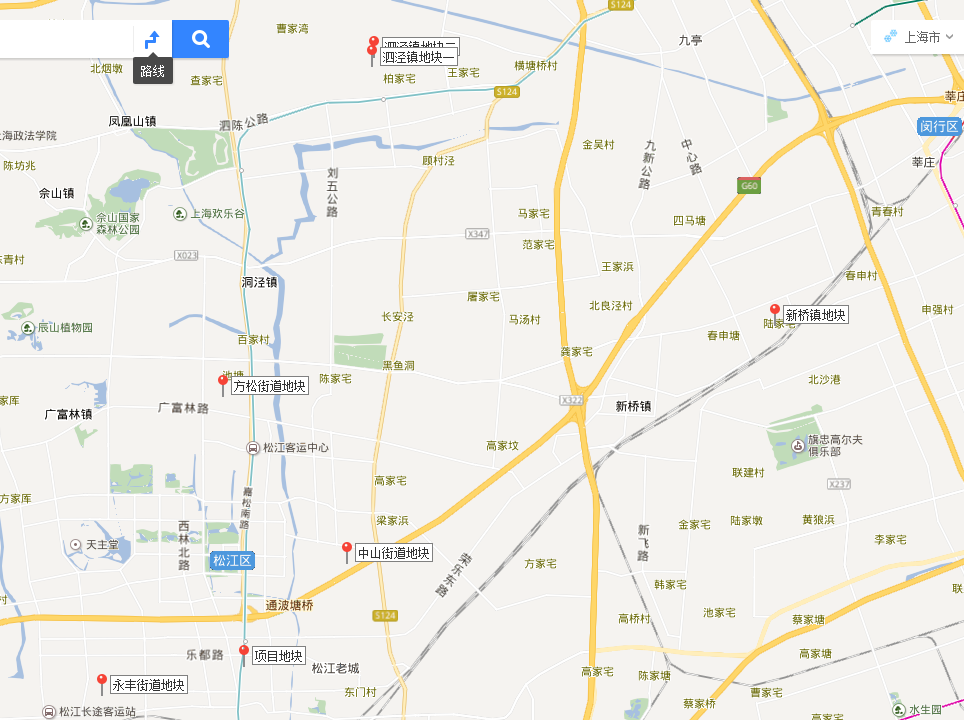 S124
曹家湾
泗泾镇地块二
泗泾镇地块一
九亭
上海市
路线
北烟墩
查家宅
柏家宅
王家宅
横塘桥村
S124
莘庄
凤凰山镇
泗陈公路
闵行区
上海政法学院
陈坊兆
顾村泾
金吴村
九新公路
中心路
莘庄
佘山镇
刘五公路
G60
佘山国家
森林公园
上海欢乐谷
马家宅
四马塘
青春村
X347
范家宅
X023
东青村
王家浜
洞泾镇
春申村
屠家宅
北良泾村
陆家宅
新桥镇地块
申强村
长安泾
马汤村
辰山植物园
百家村
春申塘
龚家宅
黑鱼洞
池塘
方松街道地块
陈家宅
北沙港
家厍
广富林镇
广富林路
X322
新桥镇
松江客运中心
高家坟
旗忠高尔夫
俱乐部
联建村
高家宅
X237
方家厍
嘉松南路
梁家浜
西林北路
新飞路
金家宅
陆家墩
黄狼浜
李家宅
天主堂
松江区
中山街道地块
荣乐东路
方家宅
韩家宅
联
村
通波塘桥
S124
高桥村
池家宅
蔡家塘
乐都路
项目地块
松江老城
高家宅
陈家塘
高家塘
永丰街道地块
东门村
曹家宅
蔡家桥
松江长途客运站
高家宅
水生园